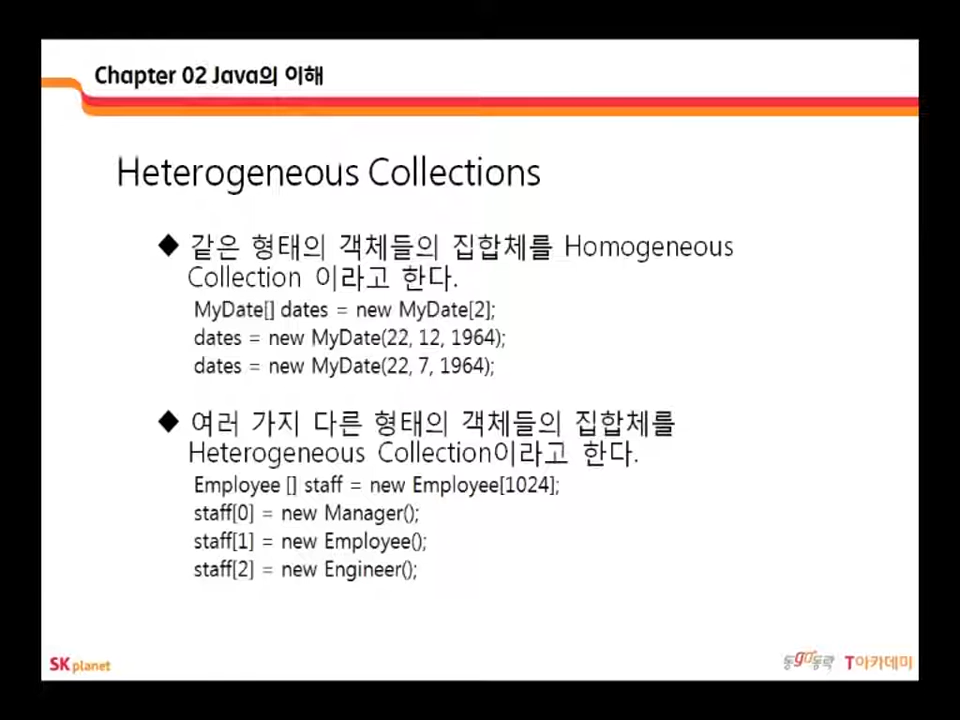 Chapter 02 Java의 이해
Heterogeneous Collections
◆ 같은 형태의 객체들의 집합체를 Homogeneous
Collection 이라고 한다.
MyDate[] dates = new MyDate[2];
dates = new MyDate(22, 12, 1964);
dates = new MyDate(22, 7, 1964);
◆ 여러 가지 다른 형태의 객체들의 집합체를
Heterogeneous Collection이라고 한다.
Employee [] staff = new Employee[1024];
staff[0] = new Manager();
staff[1] = new Employee();
staff[2] = new Engineer();
SK planet
동go동락 T아카데미